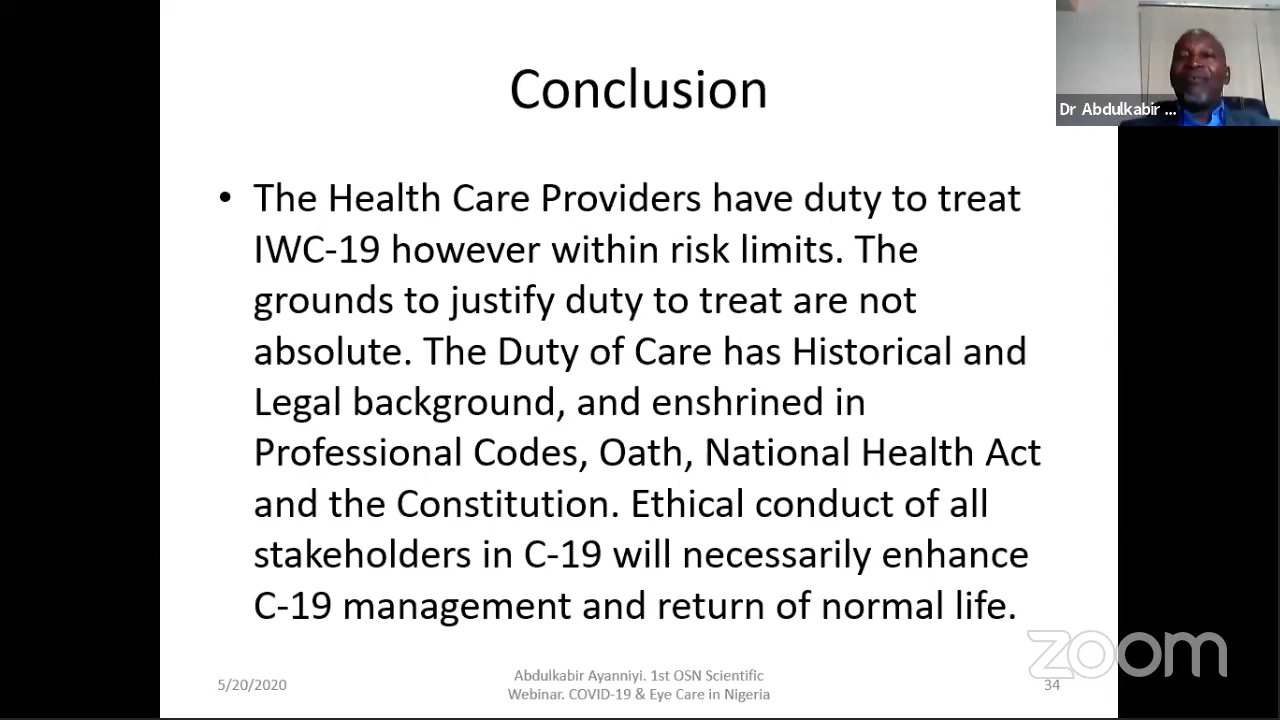 Conclusion
Dr Abdulkabir ...
• The Health Care Providers have duty to treat
IWC-19 however within risk limits. The
grounds to justify duty to treat are not
absolute. The Duty of Care has Historical and
Legal background, and enshrined in
Professional Codes, Oath, National Health Act
and the Constitution. Ethical conduct of all
stakeholders in C-19 will necessarily enhance
C-19 management and return of normal life.
zoom
5/20/2020
Abdulkabir Ayanniyi. 1st OSN Scientific
Webinar. COVID-19 & Eye Care in Nigeria
34